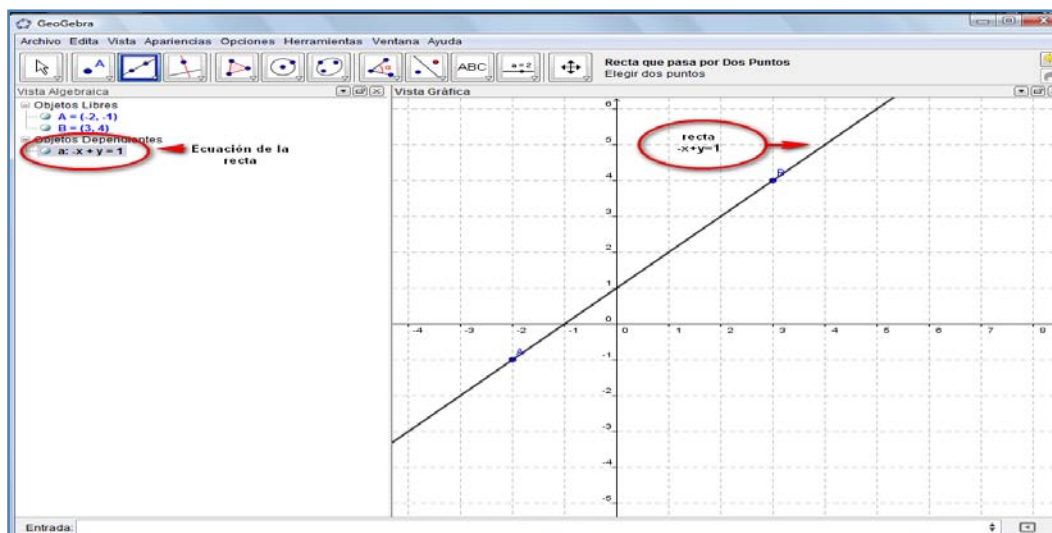 GeoGebra
Archivo Edita Vista Apariencias Opciones Herramientas Ventana Ayuda
A
ABC
a=2
Recta que pasa por Dos Puntos
Elegir dos puntos
Vista Algebraica
Objetos Libres
A = (-2, -1)
B = (3, 4)
Objetos Dependientes
a: -x + y = 1
Ecuación de la
recta
Vista Gráfica
recta
-x+y=1
B
A
6
5
4
3
2
1
0
-1
-2
-3
-4
-5
-4 -3 -2 -1 0 1 2 3 4 5 6 7 8
Entrada: